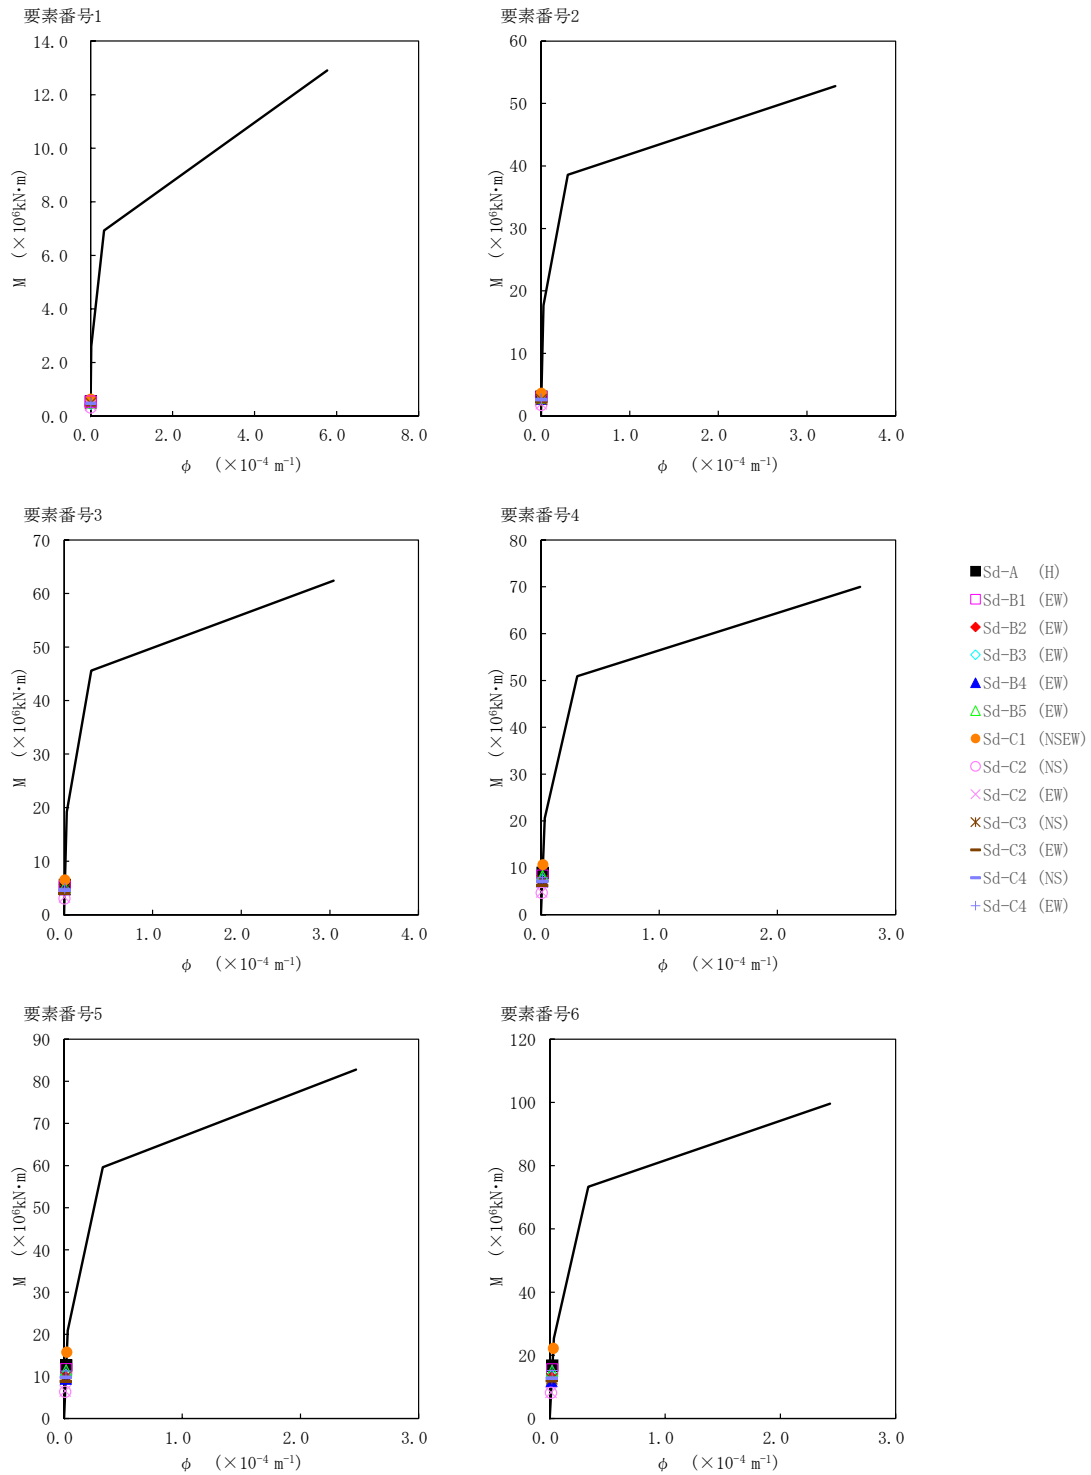 要素番号1
14.0
12.0
10.0
8.0
6.0
4.0
2.0
0.0
M (×10⁶kN・m)
0.0 2.0 4.0 6.0 8.0
φ (×10⁻⁴ m⁻¹)
要素番号2
60
50
40
30
20
10
0
M (×10⁶kN・m)
0.0 1.0 2.0 3.0 4.0
φ (×10⁻⁴ m⁻¹)
要素番号3
70
60
50
40
30
20
10
0
M (×10⁶kN・m)
0.0 1.0 2.0 3.0 4.0
φ (×10⁻⁴ m⁻¹)
要素番号4
80
70
60
50
40
30
20
10
0
M (×10⁶kN・m)
0.0 1.0 2.0 3.0
φ (×10⁻⁴ m⁻¹)
Sd-A (H)
Sd-B1 (EW)
Sd-B2 (EW)
Sd-B3 (EW)
Sd-B4 (EW)
Sd-B5 (EW)
Sd-C1 (NSEW)
Sd-C2 (NS)
Sd-C2 (EW)
Sd-C3 (NS)
Sd-C3 (EW)
Sd-C4 (NS)
Sd-C4 (EW)
要素番号5
90
80
70
60
50
40
30
20
10
0
M (×10⁶kN・m)
0.0 1.0 2.0 3.0
φ (×10⁻⁴ m⁻¹)
要素番号6
120
100
80
60
40
20
0
M (×10⁶kN・m)
0.0 1.0 2.0 3.0
φ (×10⁻⁴ m⁻¹)